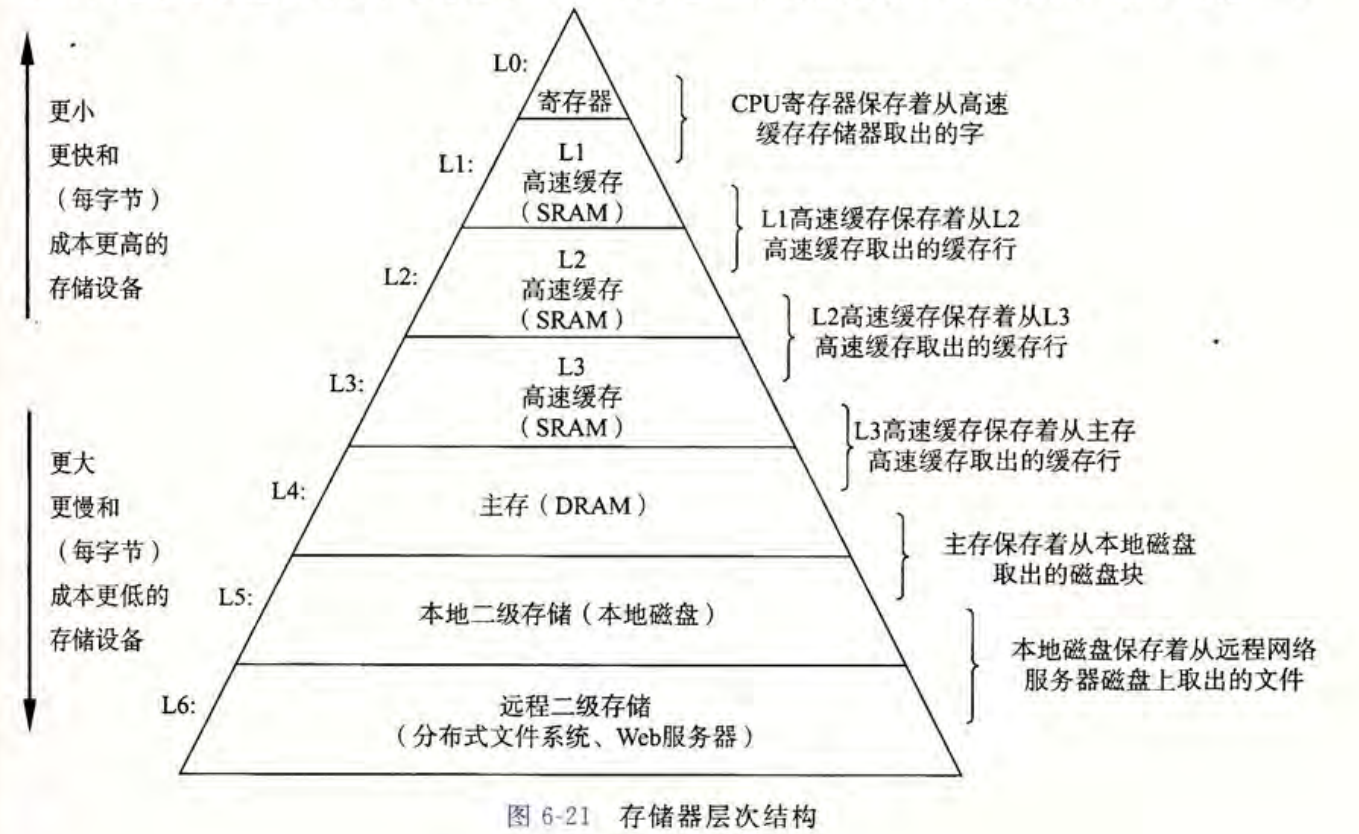 L0:
寄存器
CPU寄存器保存着从高速
缓存存储器取出的字
更小
更快和
（每字节）
成本更高的
存储设备
L1:
L1
高速缓存
（SRAM）
L1高速缓存保存着从L2
高速缓存取出的缓存行
L2:
L2
高速缓存
（SRAM）
L2高速缓存保存着从L3
高速缓存取出的缓存行
L3:
L3
高速缓存
（SRAM）
L3高速缓存保存着从主存
高速缓存取出的缓存行
更大
更慢和
（每字节）
成本更低的
存储设备
L4:
主存（DRAM）
主存保存着从本地磁盘
取出的磁盘块
L5:
本地二级存储（本地磁盘）
本地磁盘保存着从远程网络
服务器磁盘上取出的文件
L6:
远程二级存储
（分布式文件系统、Web服务器）
图 6-21 存储器层次结构